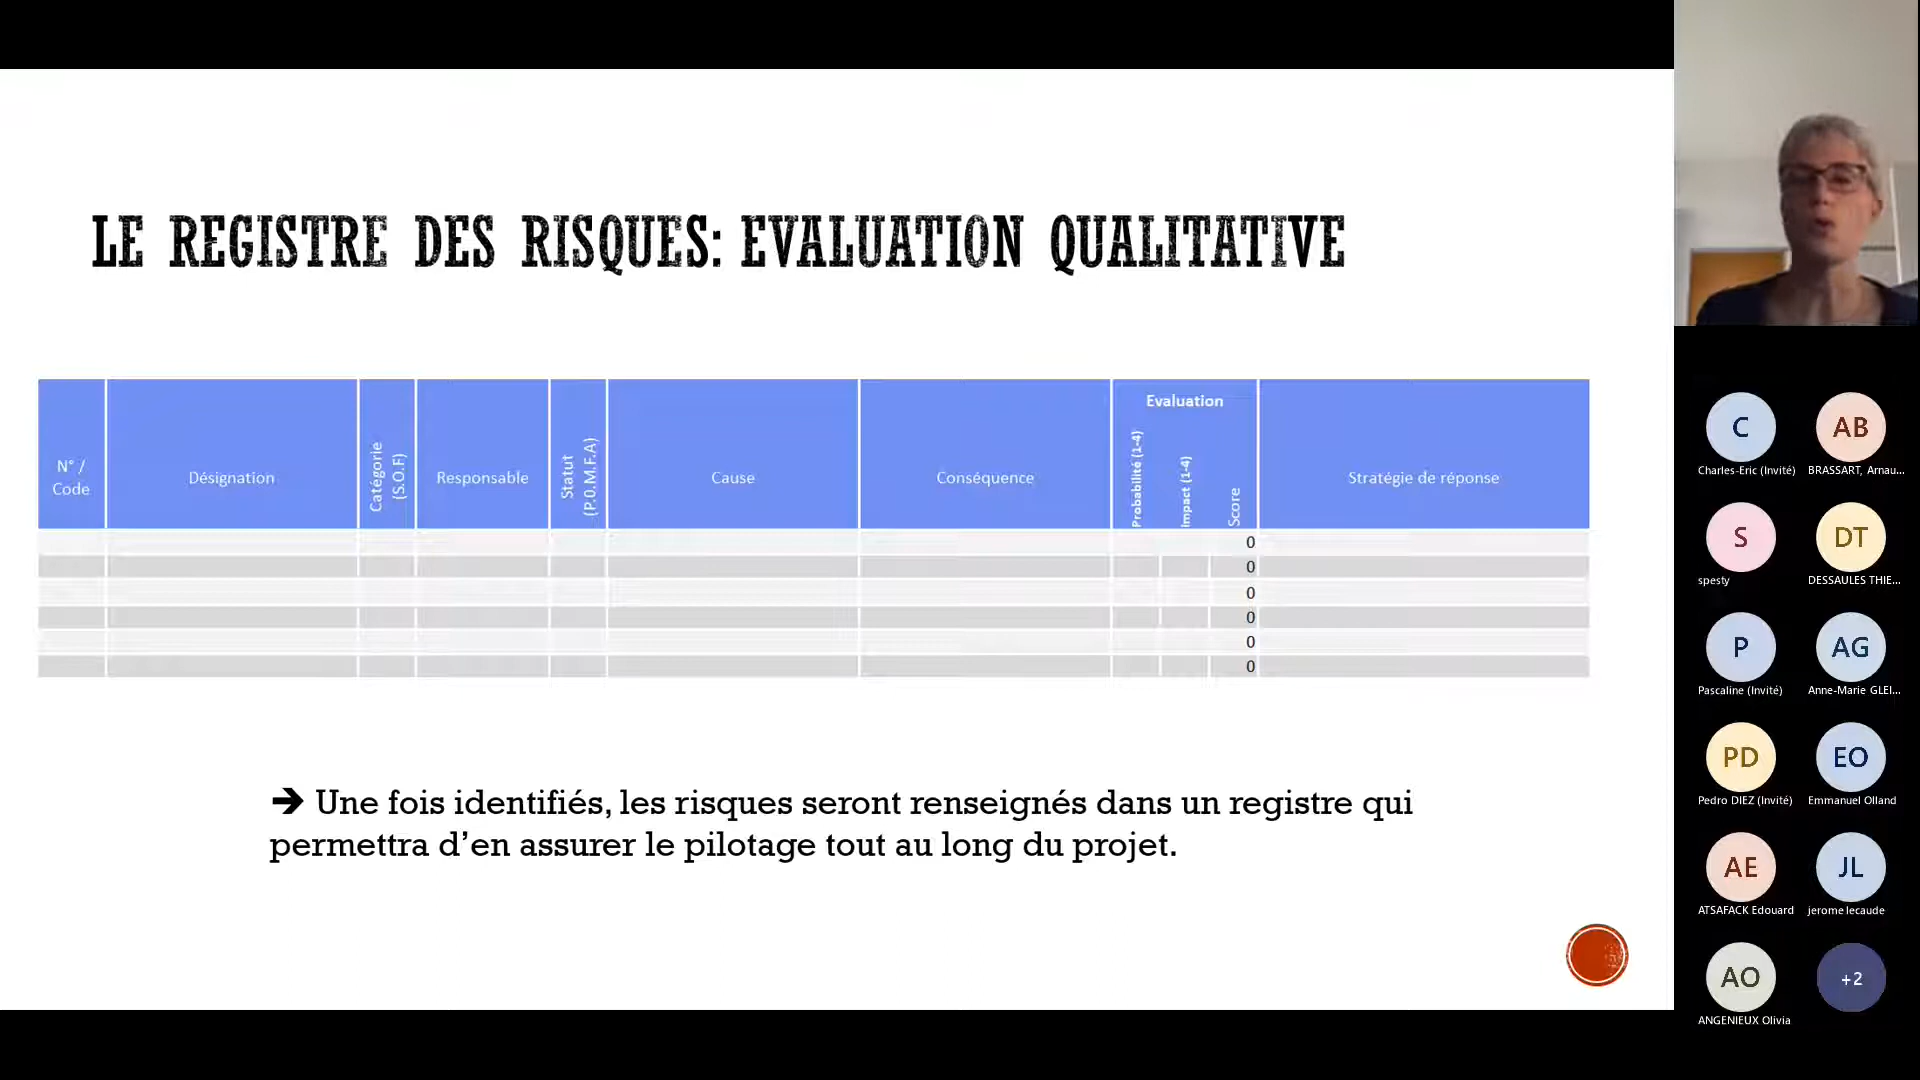 LE REGISTRE DES RISQUES: EVALUATION QUALITATIVE
N° /
Code
Désignation
Catégorie
(S.O.F)
Responsable
Statut
(P.0.M.F.A)
Cause
Conséquence
Evaluation
Probabilité (1-4)
Impact (1-4)
Score
Stratégie de réponse
0
0
0
0
0
0
➔ Une fois identifiés, les risques seront renseignés dans un registre qui
permettra d’en assurer le pilotage tout au long du projet.
C
Charles-Eric (Invité)
AB
BRASSART, Arnau...
S
spesty
DT
DESSAULES THIE...
P
Pascaline (Invité)
AG
Anne-Marie GLEI...
PD
Pedro DIEZ (Invité)
EO
Emmanuel Olland
AE
ATSAFACK Edouard
JL
jerome lecaude
AO
ANGENIEUX Olivia
+2